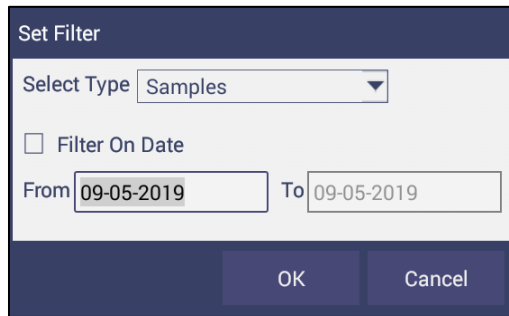 Set Filter
Select Type Samples
Filter On Date
From 09-05-2019 To 09-05-2019
OK Cancel